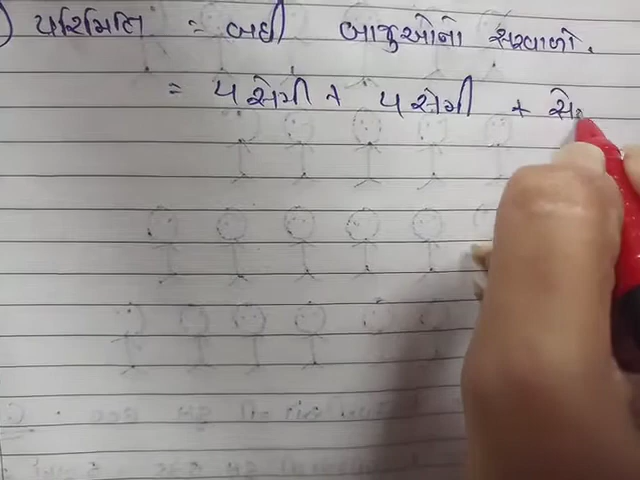 ) પરિમિતિ = બધી બાજુઓનો સરવાળો.
= ૫ સેમી + ૫ સેમી + સે